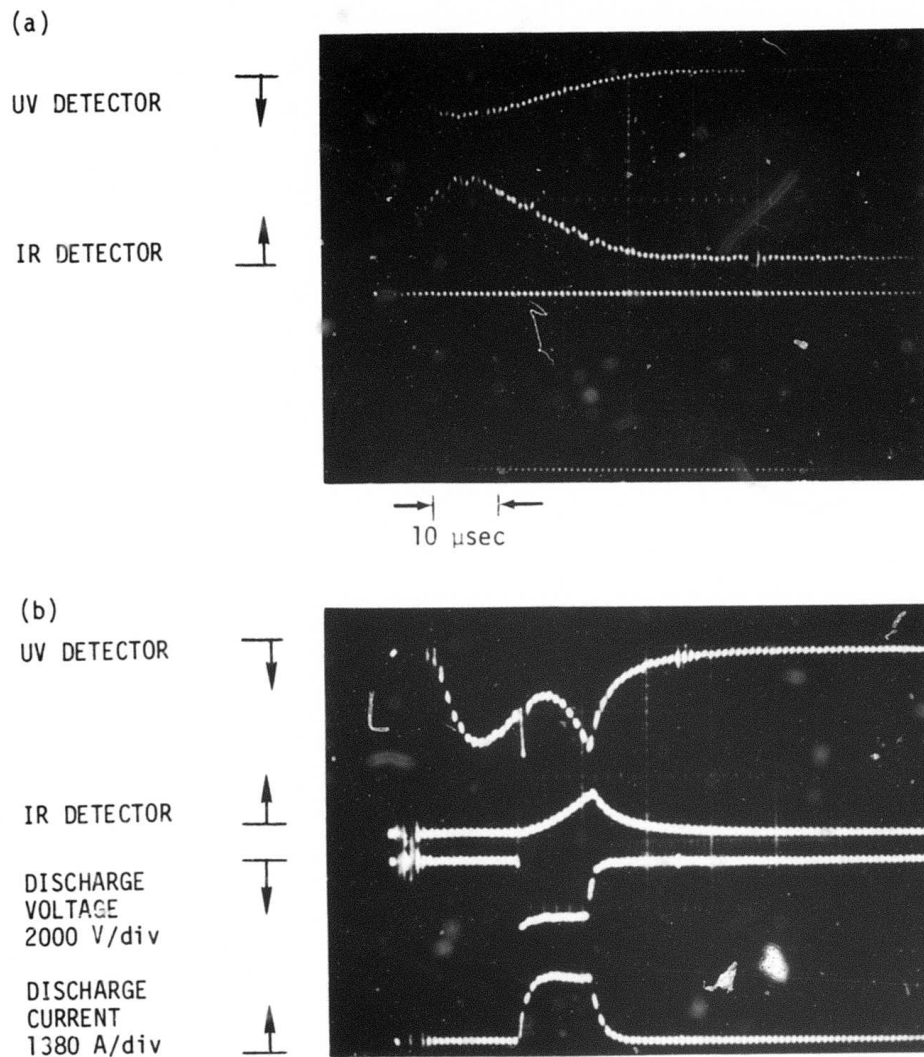 (a)
UV DETECTOR
IR DETECTOR
10 μsec
(b)
UV DETECTOR
IR DETECTOR
DISCHARGE
VOLTAGE
2000 V/div
DISCHARGE
CURRENT
1380 A/div